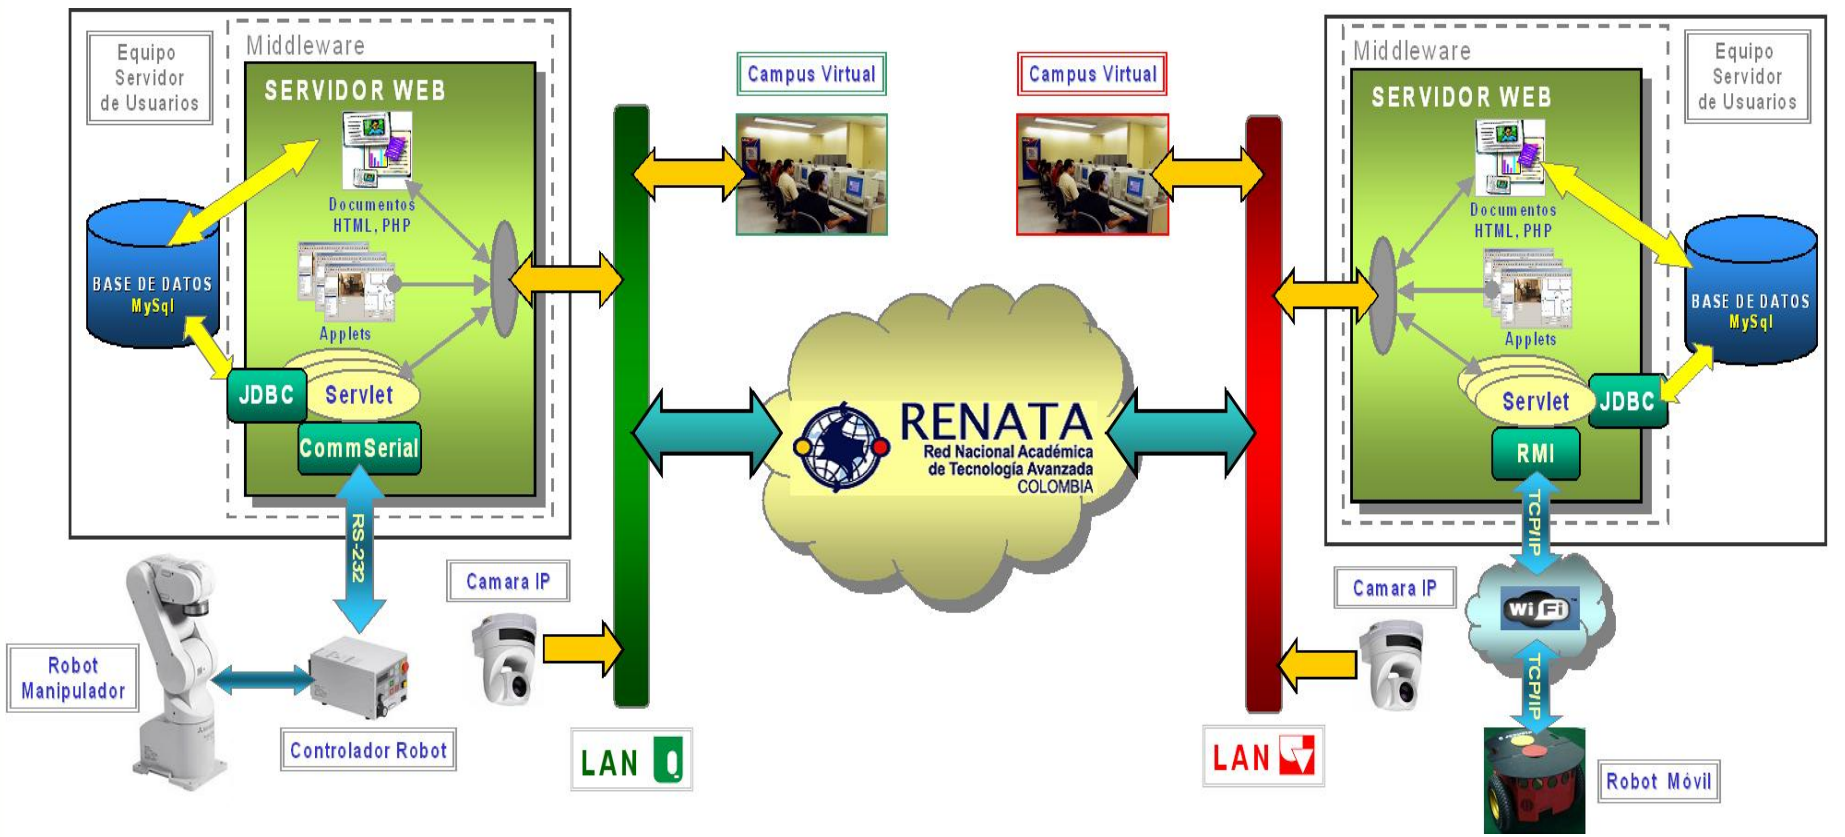 Equipo
Servidor
de Usuarios
Middleware
SERVIDOR WEB
Documentos
HTML, PHP
Applets
BASE DE DATOS
MySql
JDBC
Servlet
CommSerial
RS-232
Robot
Manipulador
Controlador Robot
Camara IP
LAN
Campus Virtual
Campus Virtual
RENATA
Red Nacional Académica
de Tecnología Avanzada
COLOMBIA
LAN
Camara IP
Middleware
SERVIDOR WEB
Documentos
HTML, PHP
Applets
Servlet
JDBC
RMI
TCP/IP
Wi Fi
TM
TCP/IP
Robot Móvil
Equipo
Servidor
de Usuarios
BASE DE DATOS
MySql